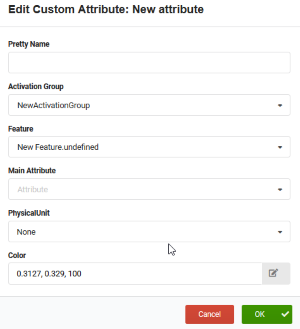 Edit Custom Attribute: New attribute
Pretty Name
Activation Group
NewActivationGroup
Feature
New Feature.undefined
Main Attribute
Attribute
PhysicalUnit
None
Color
0.3127, 0.329, 100
Cancel
OK